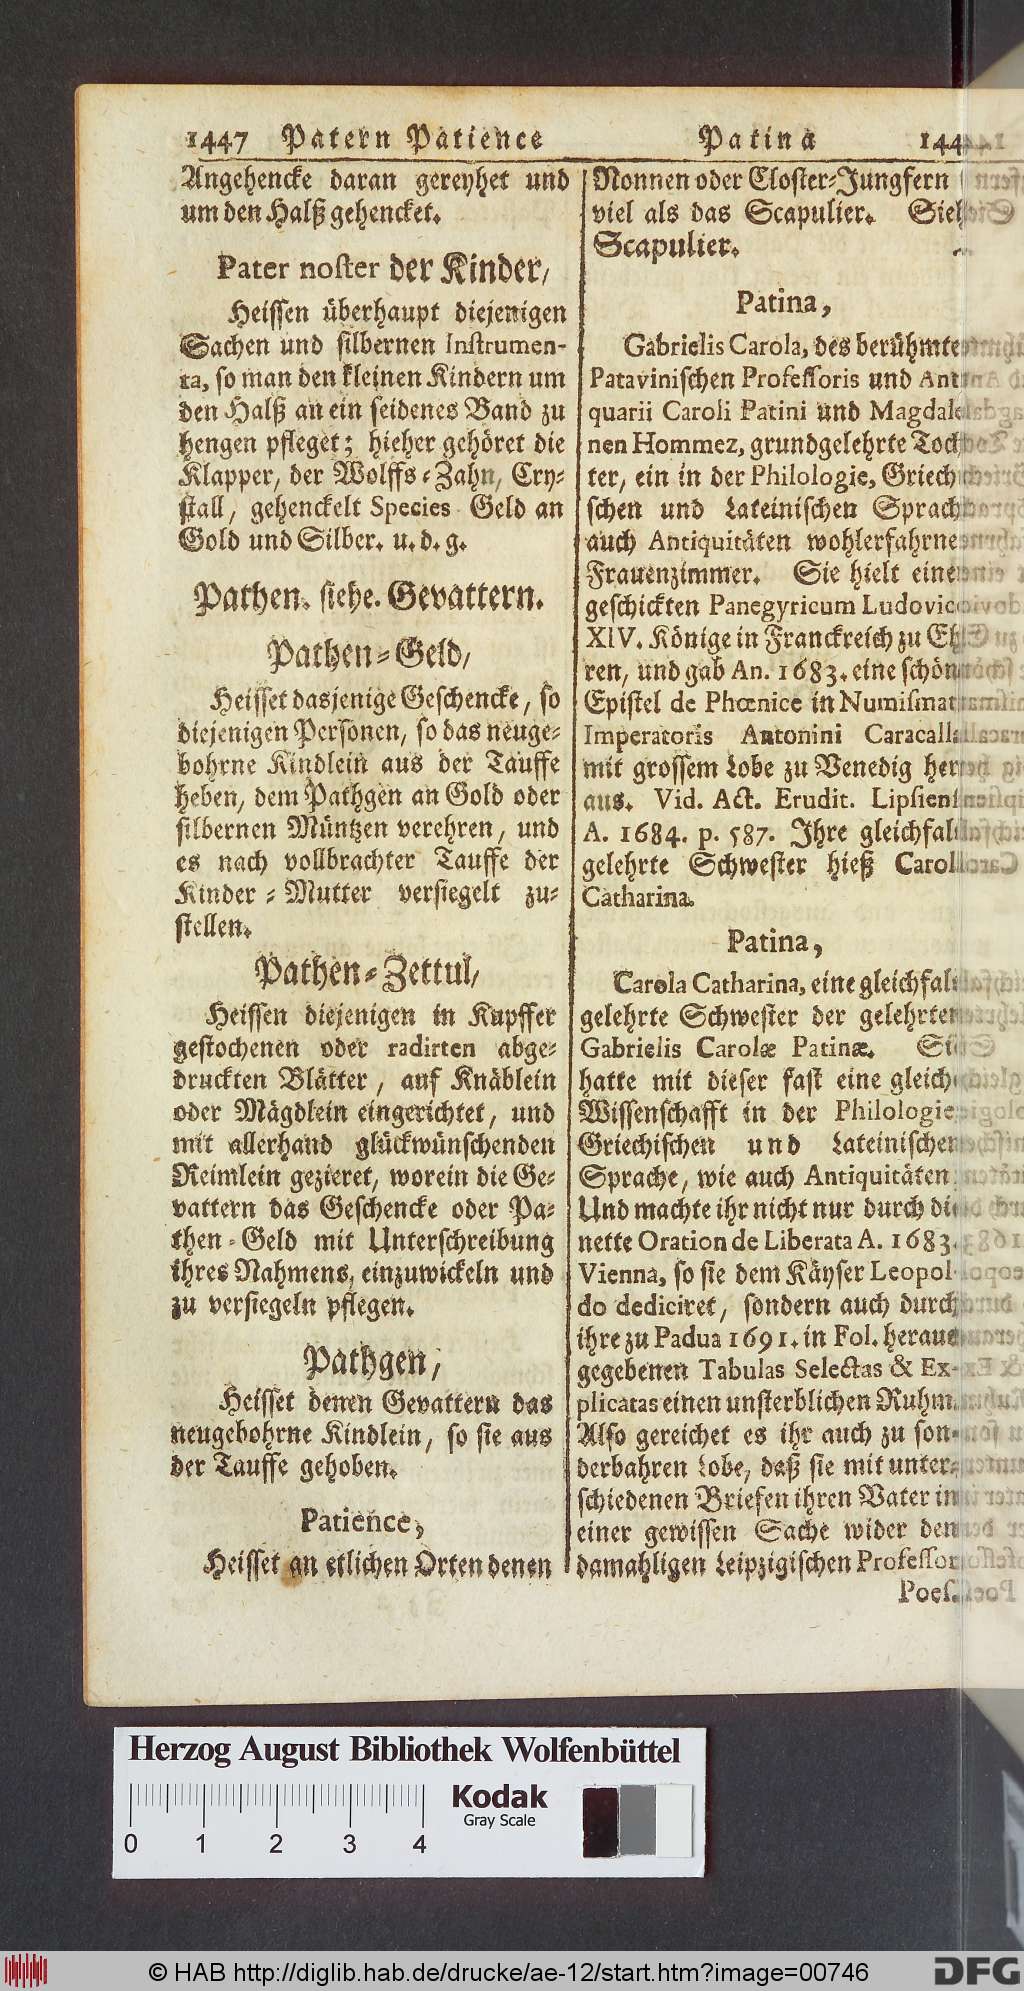 1447 Patern Patience
Patina
Angehencke daran gereyhet und
um den Halß gehencket.
Pater noster der Kinder,
Heissen überhaupt diejenigen
Sachen und silbernen Instrumen-
ta, so man den kleinen Kindern um
den Halß an ein seidenes Band zu
hengen pfleget; hieher gehöret die
Klapper, der Wolffs-Zahn, Cry-
stall, gehenckelt Species Geld an
Gold und Silber. u. d. g.
Pathen. siehe. Gevattern.
Pathen-Geld,
Heisset dasjenige Geschencke, so
diejenigen Personen, so das neuge-
bohrne Kindlein aus der Tauffe
heben, dem Pathgen an Gold oder
silbernen Müntzen verehren, und
es nach vollbrachter Tauffe der
Kinder-Mutter versiegelt zu-
stellen.
Pathen-Zettul,
Heissen diejenigen in Kupffer
gestochenen oder radirten abge-
druckten Blätter, auf Knäblein
oder Mägdlein eingerichtet, und
mit allerhand glückwünschenden
Reimlein gezieret, worein die Ge-
vattern das Geschencke oder Pa-
then-Geld mit Unterschreibung
ihres Nahmens, einzuwickeln und
zu versiegeln pflegen.
Pathgen,
Heisset denen Gevattern das
neugebohrne Kindlein, so sie aus
der Tauffe gehoben.
Patience,
Heisset an etlichen Orten denen
Nonnen oder Closter-Jungfern
viel als das Scapulier. Sieh
Scapulier.
Patina,
Gabrielis Carola, des berühmte
Patavinischen Professoris und Anti
quarii Caroli Patini und Magdale
nen Hommez, grundgelehrte Toch
ter, ein in der Philologie, Griech
schen und Lateinischen Sprach
auch Antiquitäten wohlerfahrne
Frauenzimmer. Sie hielt eine
geschickten Panegyricum Ludovico
XIV. Könige in Franckreich zu Eh
ren, und gab An. 1683. eine schön
Epistel de Phœnice in Numismat
Imperatoris Antonini Caracall
mit grossem Lobe zu Venedig her
aus. Vid. Act. Erudit. Lipsien
A. 1684. p. 587. Ihre gleichfal
gelehrte Schwester hieß Carol
Catharina.
Patina,
Carola Catharina, eine gleichfal
gelehrte Schwester der gelehrten
Gabrielis Carolæ Patinæ. Sie
hatte mit dieser fast eine gleich
Wissenschafft in der Philologie
Griechischen und Lateinischen
Sprache, wie auch Antiquitäten
Und machte ihr nicht nur durch die
nette Oration de Liberata A. 1683.
Vienna, so sie dem Käyser Leopol
do dediciret, sondern auch durch
ihre zu Padua 1691. in Fol. heraus
gegebenen Tabulas Selectas & Ex-
plicatas einen unsterblichen Ruhm
Also gereichet es ihr auch zu son-
derbahren Lobe, daß sie mit unter-
schiedenen Briefen ihren Vater in
einer gewissen Sache wider den
damahligen Leipzigischen Professor
Poes.
Herzog August Bibliothek Wolfenbüttel
Kodak
Gray Scale
0 1 2 3 4
© HAB http://diglib.hab.de/drucke/ae-12/start.htm?image=00746
DFG